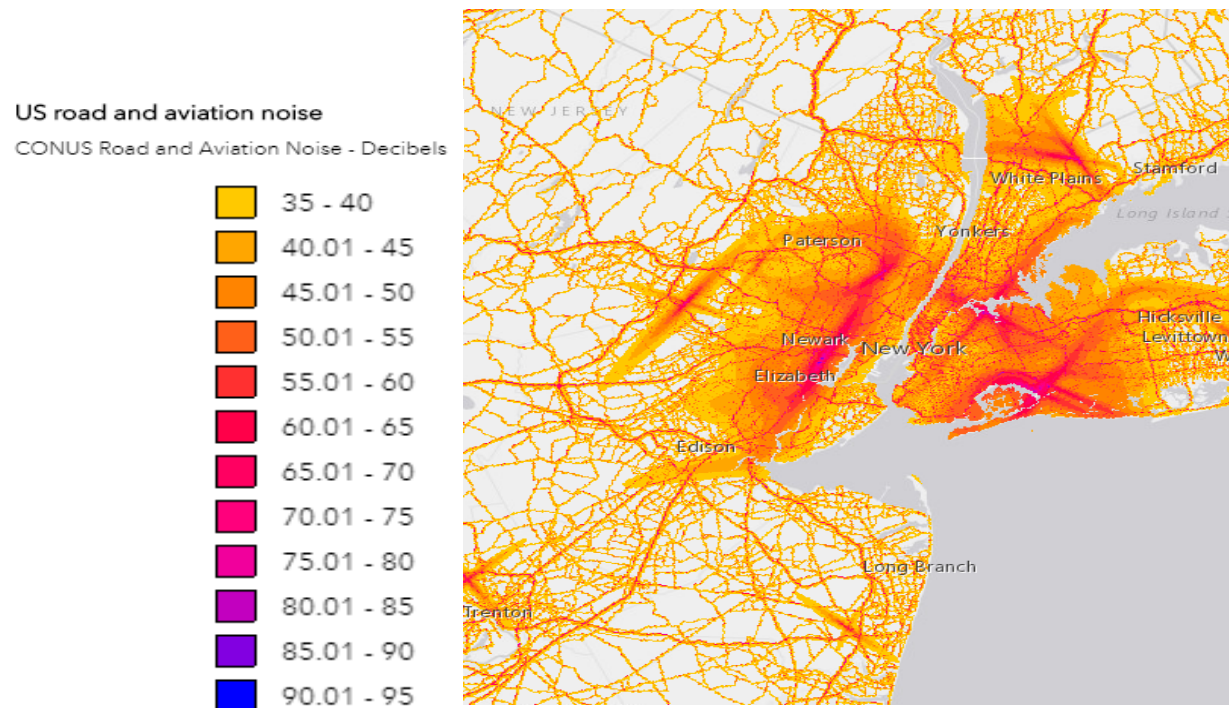 US road and aviation noise
CONUS Road and Aviation Noise - Decibels
35 - 40
40.01 - 45
45.01 - 50
50.01 - 55
55.01 - 60
60.01 - 65
65.01 - 70
70.01 - 75
75.01 - 80
80.01 - 85
85.01 - 90
90.01 - 95
NEW JERSEY
White Plains
Stamford
Long Island
Paterson
Yonkers
Newark
New York
Hicksville
Levittown
Elizabeth
Edison
Long Branch
Trenton